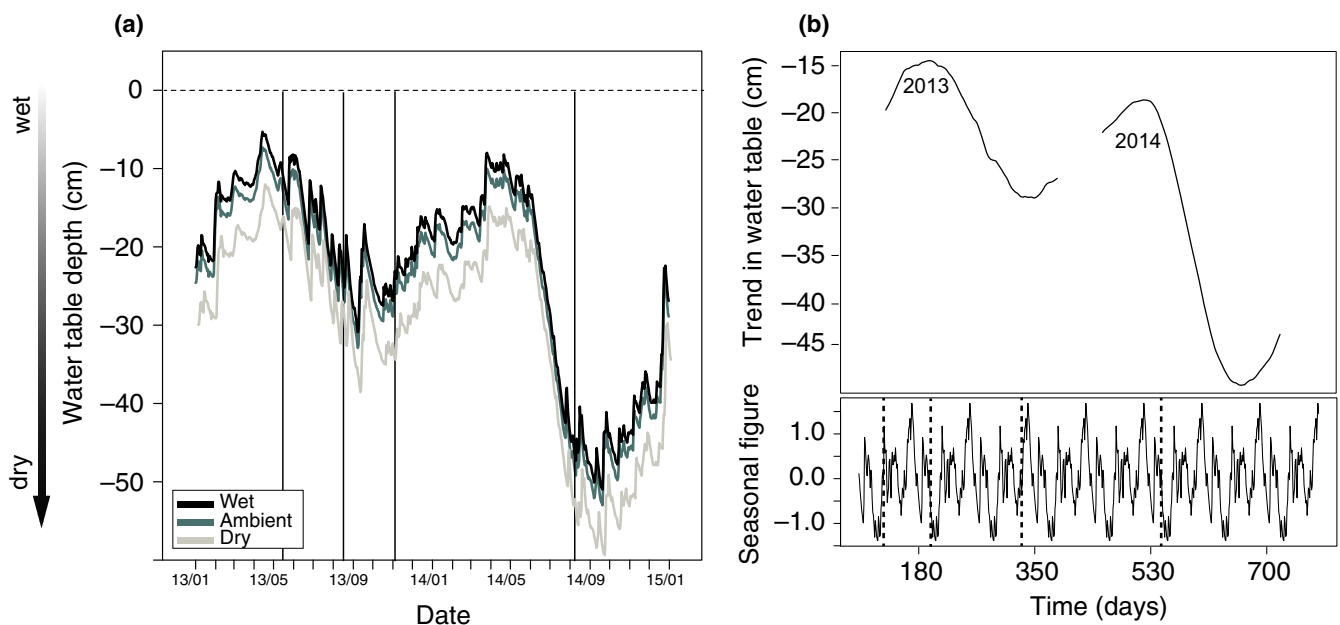 (a)
wet
dry
Water table depth (cm)
0
−10
−20
−30
−40
−50
Wet
Ambient
Dry
13/01
13/05
13/09
14/01
14/05
14/09
15/01
Date
(b)
Trend in water table (cm)
−15
−20
−25
−30
−35
−40
−45
2013
2014
Seasonal figure
1.0
0.0
−1.0
180
350
530
700
Time (days)